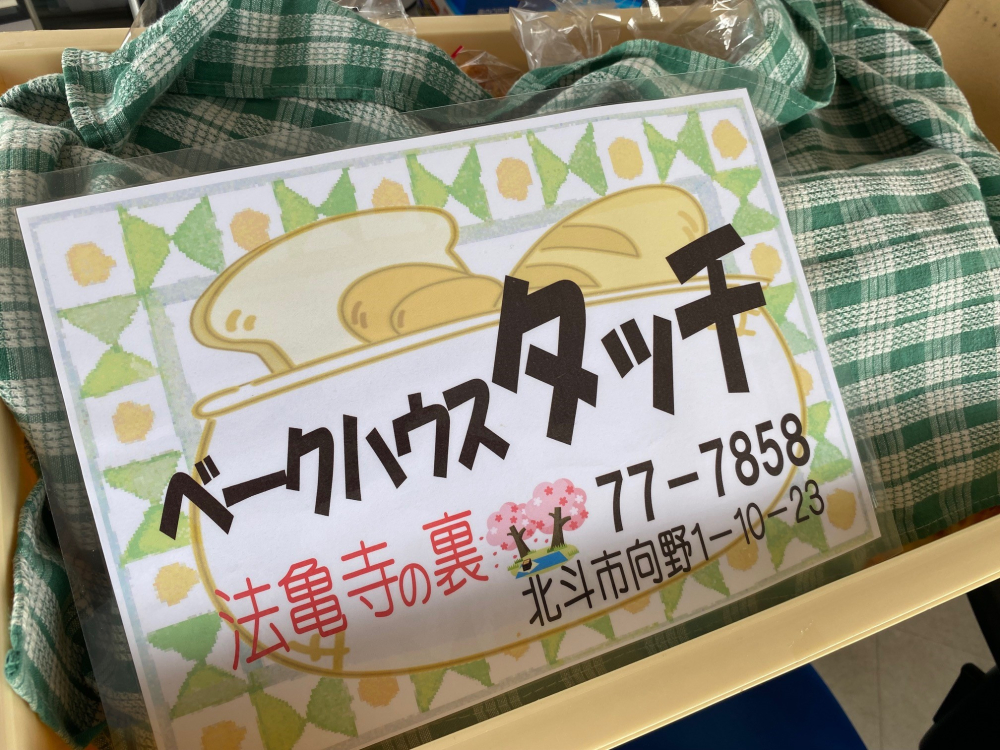 ベークハウスタッチ
77-7858
法亀寺の裏
北斗市向野1-10-23